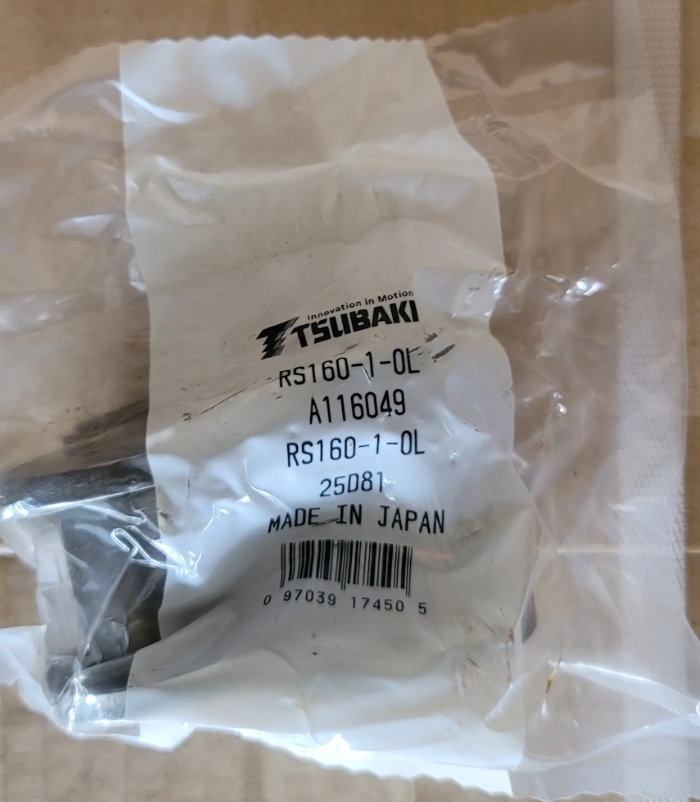 Innovation in Motion
TSUBAKI
RS160-1-OL
A116049
RS160-1-OL
25D81
MADE IN JAPAN
0 97039 17450 5